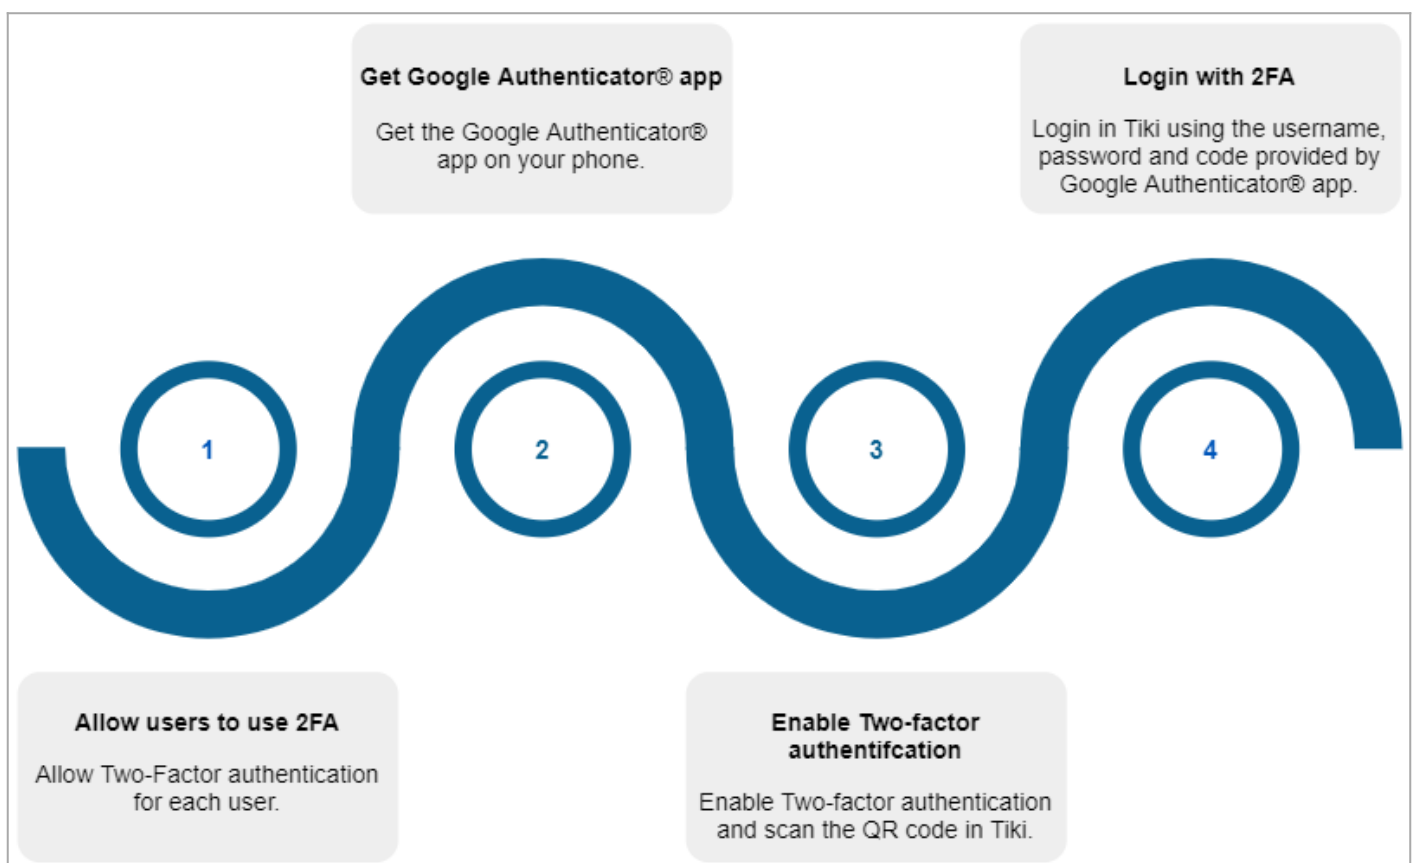 Get Google Authenticator® app
Get the Google Authenticator®
app on your phone.
Login with 2FA
Login in Tiki using the username,
password and code provided by
Google Authenticator® app.
1
2
3
4
Allow users to use 2FA
Allow Two-Factor authentication
for each user.
Enable Two-factor
authentifcation
Enable Two-factor authentication
and scan the QR code in Tiki.